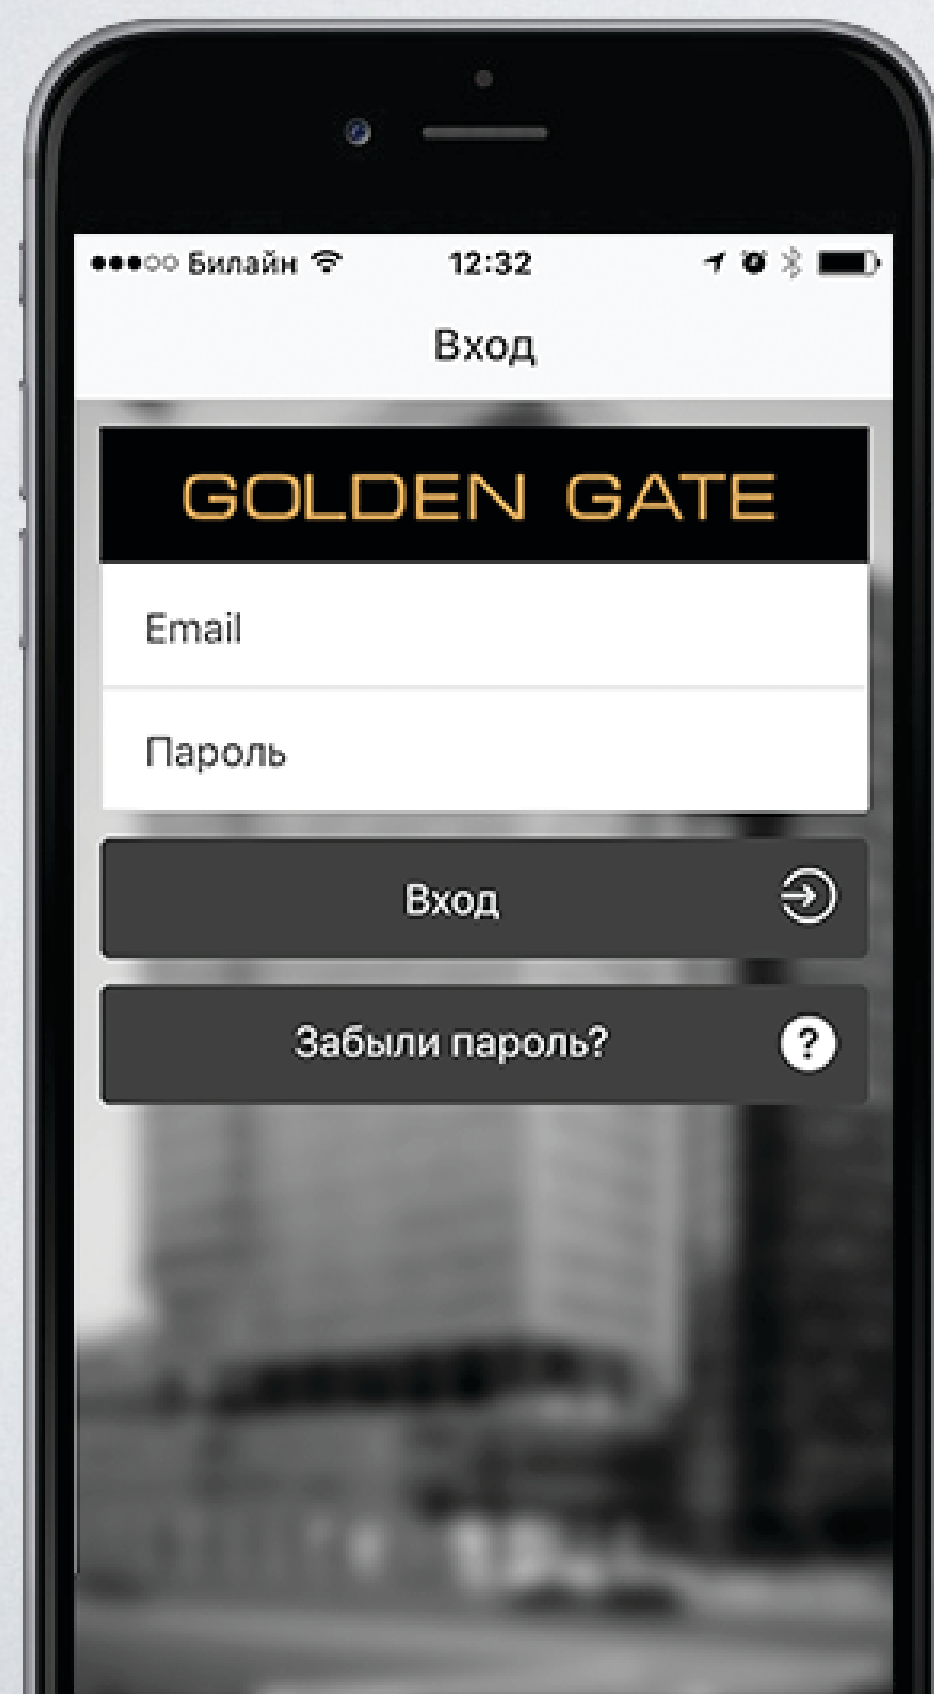 Билайн 12:32
Вход
GOLDEN GATE
Email
Пароль
Вход
Забыли пароль?
?